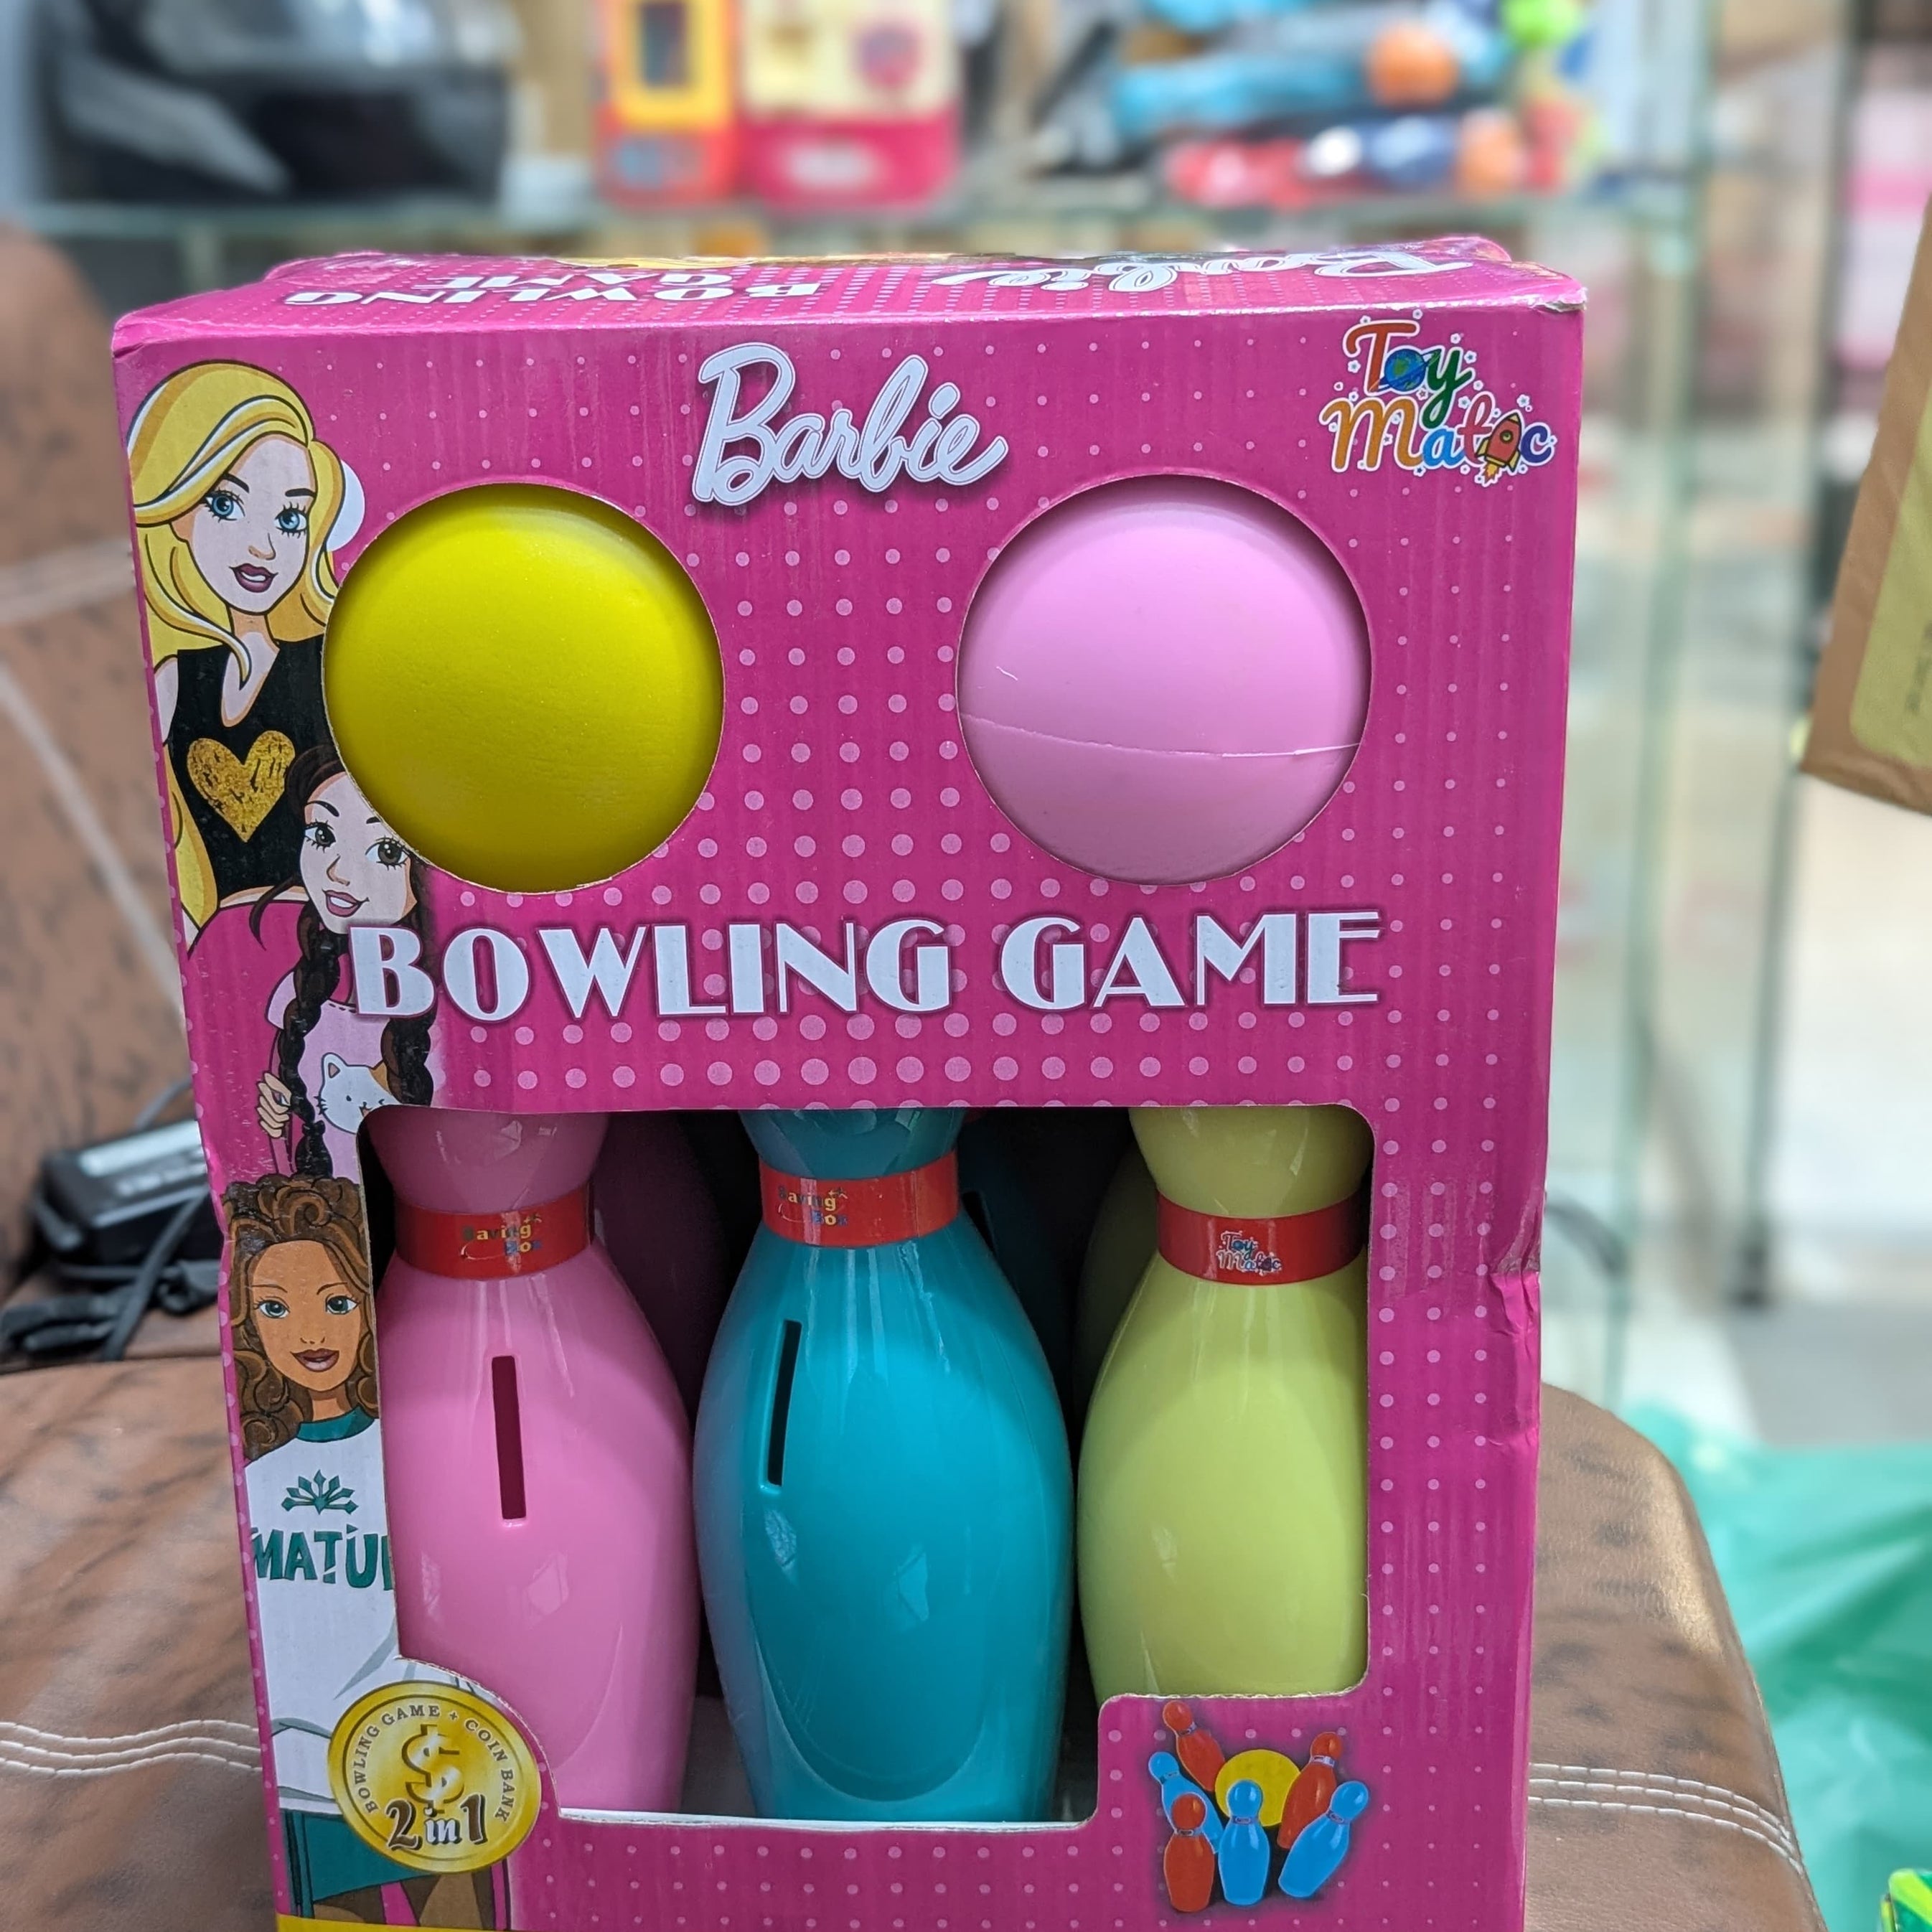 BOWLING
GAME
Barbie
Barbie
Toy
Matic
BOWLING GAME
Saving
Box
Saving
Box
Toy
Matic
MATU
BOWLING GAME + COIN BANK
$
2 in 1